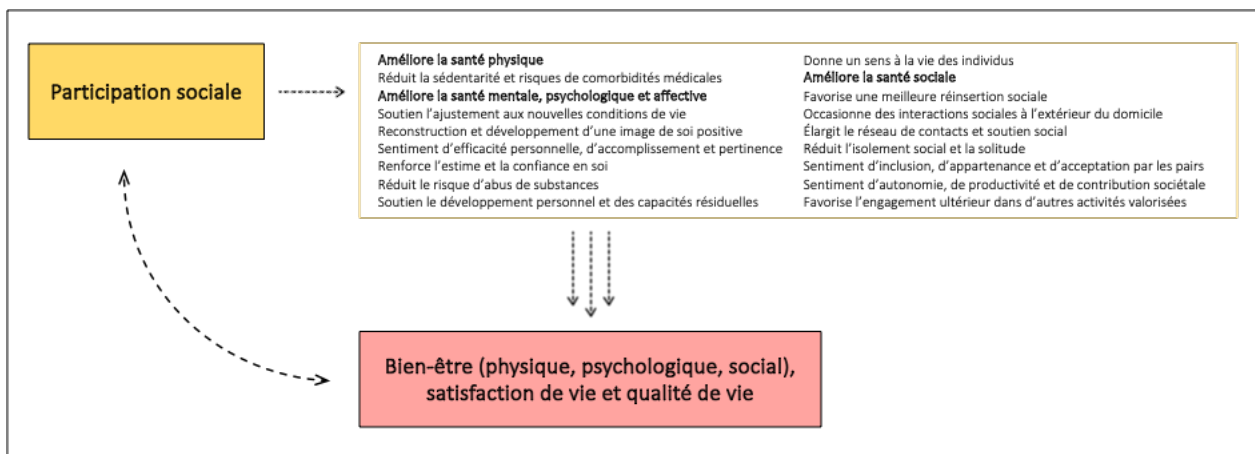 Participation sociale
Améliore la santé physique
Réduit la sédentarité et risques de comorbidités médicales
Améliore la santé mentale, psychologique et affective
Soutien l'ajustement aux nouvelles conditions de vie
Reconstruction et développement d'une image de soi positive
Sentiment d'efficacité personnelle, d'accomplissement et pertinence
Renforce l'estime et la confiance en soi
Réduit le risque d'abus de substances
Soutien le développement personnel et des capacités résiduelles
Donne un sens à la vie des individus
Améliore la santé sociale
Favorise une meilleure réinsertion sociale
Occasionne des interactions sociales à l'extérieur du domicile
Élargit le réseau de contacts et soutien social
Réduit l'isolement social et la solitude
Sentiment d'inclusion, d'appartenance et d'acceptation par les pairs
Sentiment d'autonomie, de productivité et de contribution sociétale
Favorise l'engagement ultérieur dans d'autres activités valorisées
Bien-être (physique, psychologique, social),
satisfaction de vie et qualité de vie